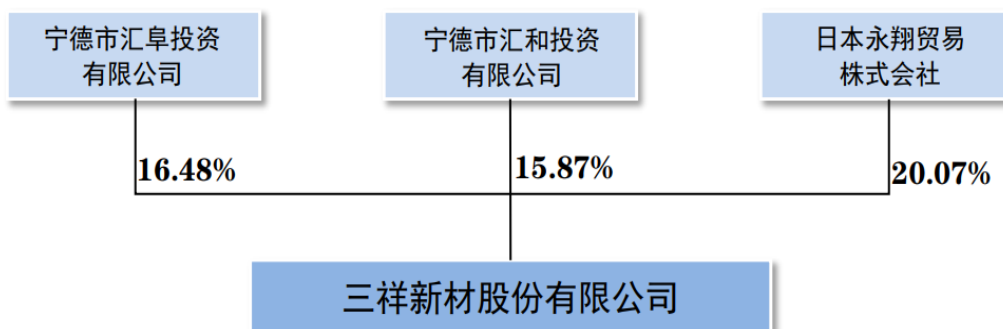 宁德市汇阜投资
有限公司
宁德市汇和投资
有限公司
日本永翔贸易
株式会社
16.48%
15.87%
20.07%
三祥新材股份有限公司